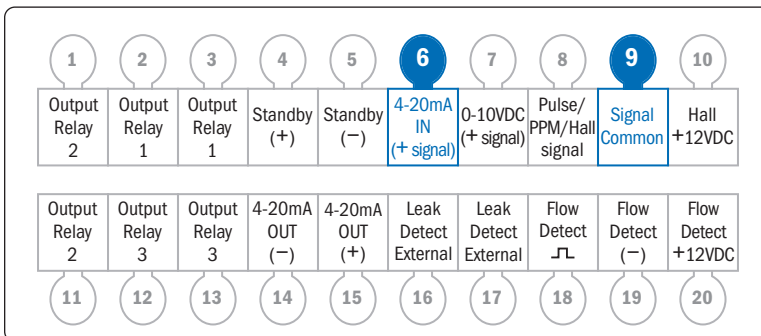 1 2 3 4 5 6 7 8 9 10
Output Output Output Standby Standby 4-20mA 0-10VDC Pulse/ Signal Hall
Relay Relay Relay (+) (−) IN (+ signal) PPM/Hall Common +12VDC
2 1 1 (+ signal) signal
Output Output Output 4-20mA 4-20mA Leak Leak Flow Flow Flow
Relay Relay Relay OUT OUT Detect Detect Detect Detect Detect
2 3 3 (−) (+) External External (−) +12VDC
11 12 13 14 15 16 17 18 19 20